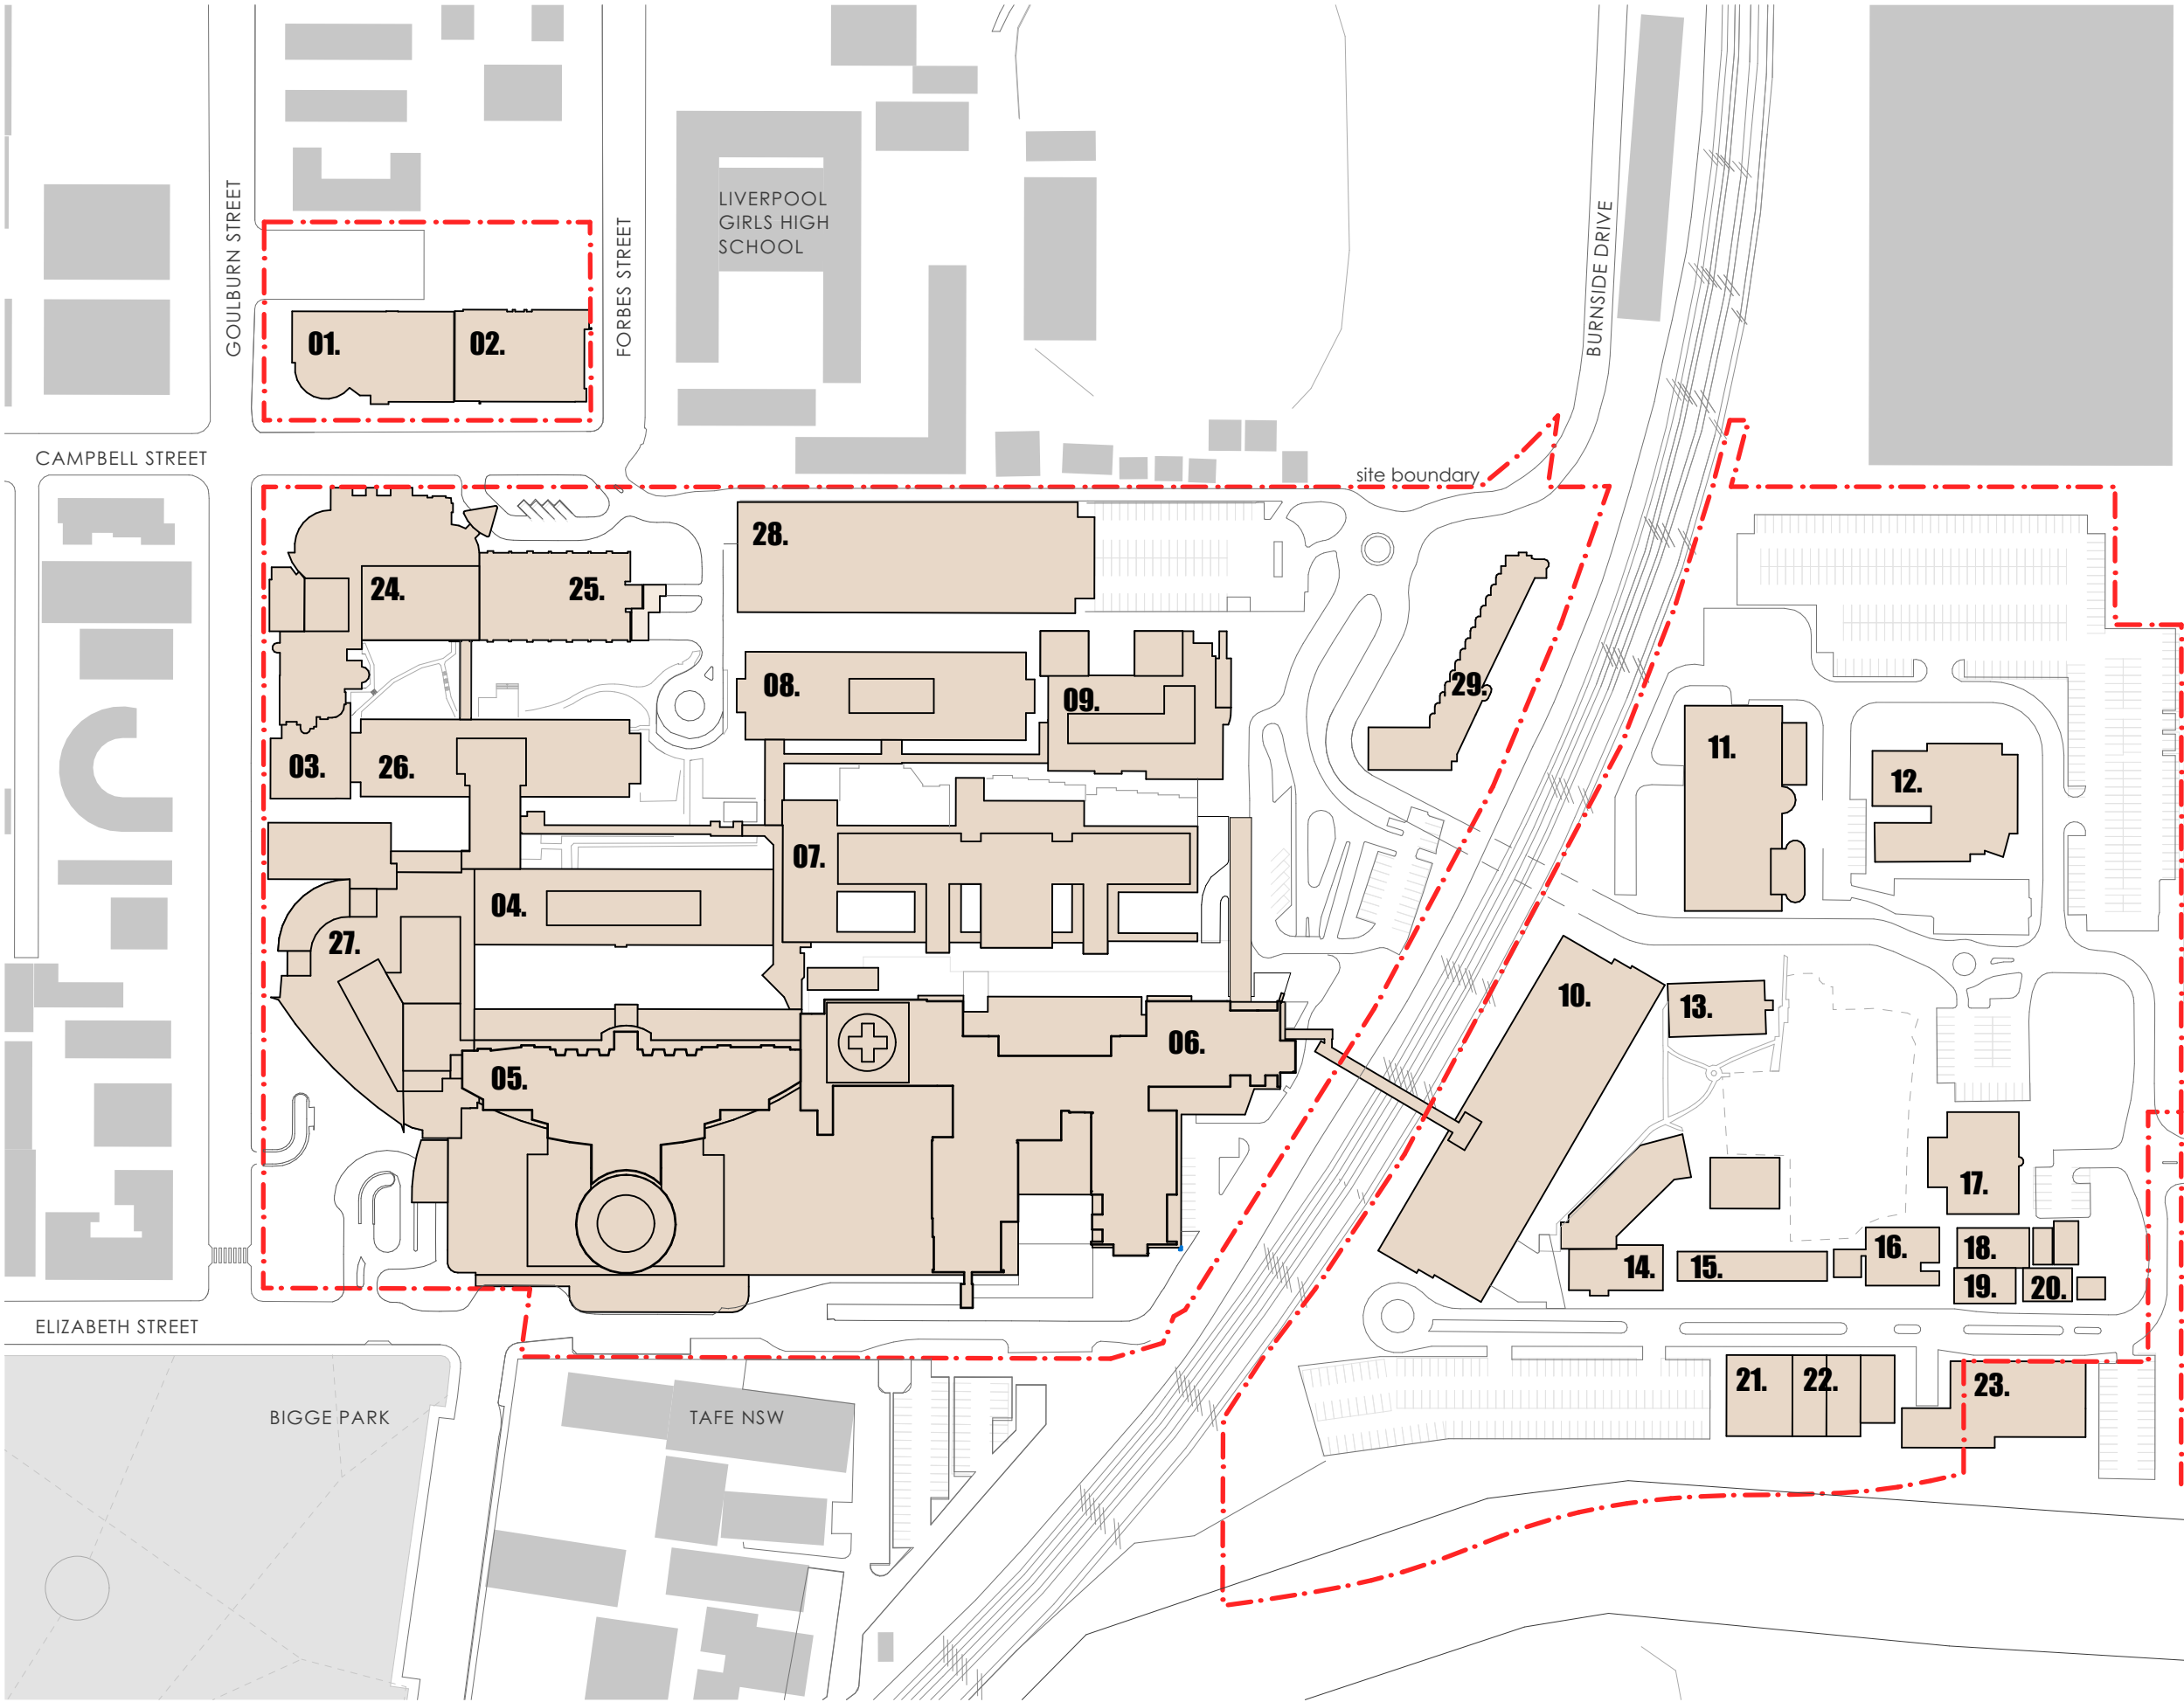 LIVERPOOL
GIRLS HIGH
SCHOOL
GOULBURN STREET
FORBES STREET
BURNSIDE DRIVE
01.
02.
CAMPBELL STREET
site boundary
28.
24.
25.
08.
29.
09.
03.
26.
11.
12.
07.
04.
27.
10.
13.
06.
05.
17.
14.
15.
16.
18.
19.
20.
ELIZABETH STREET
21.
22.
23.
BIGGE PARK
TAFE NSW